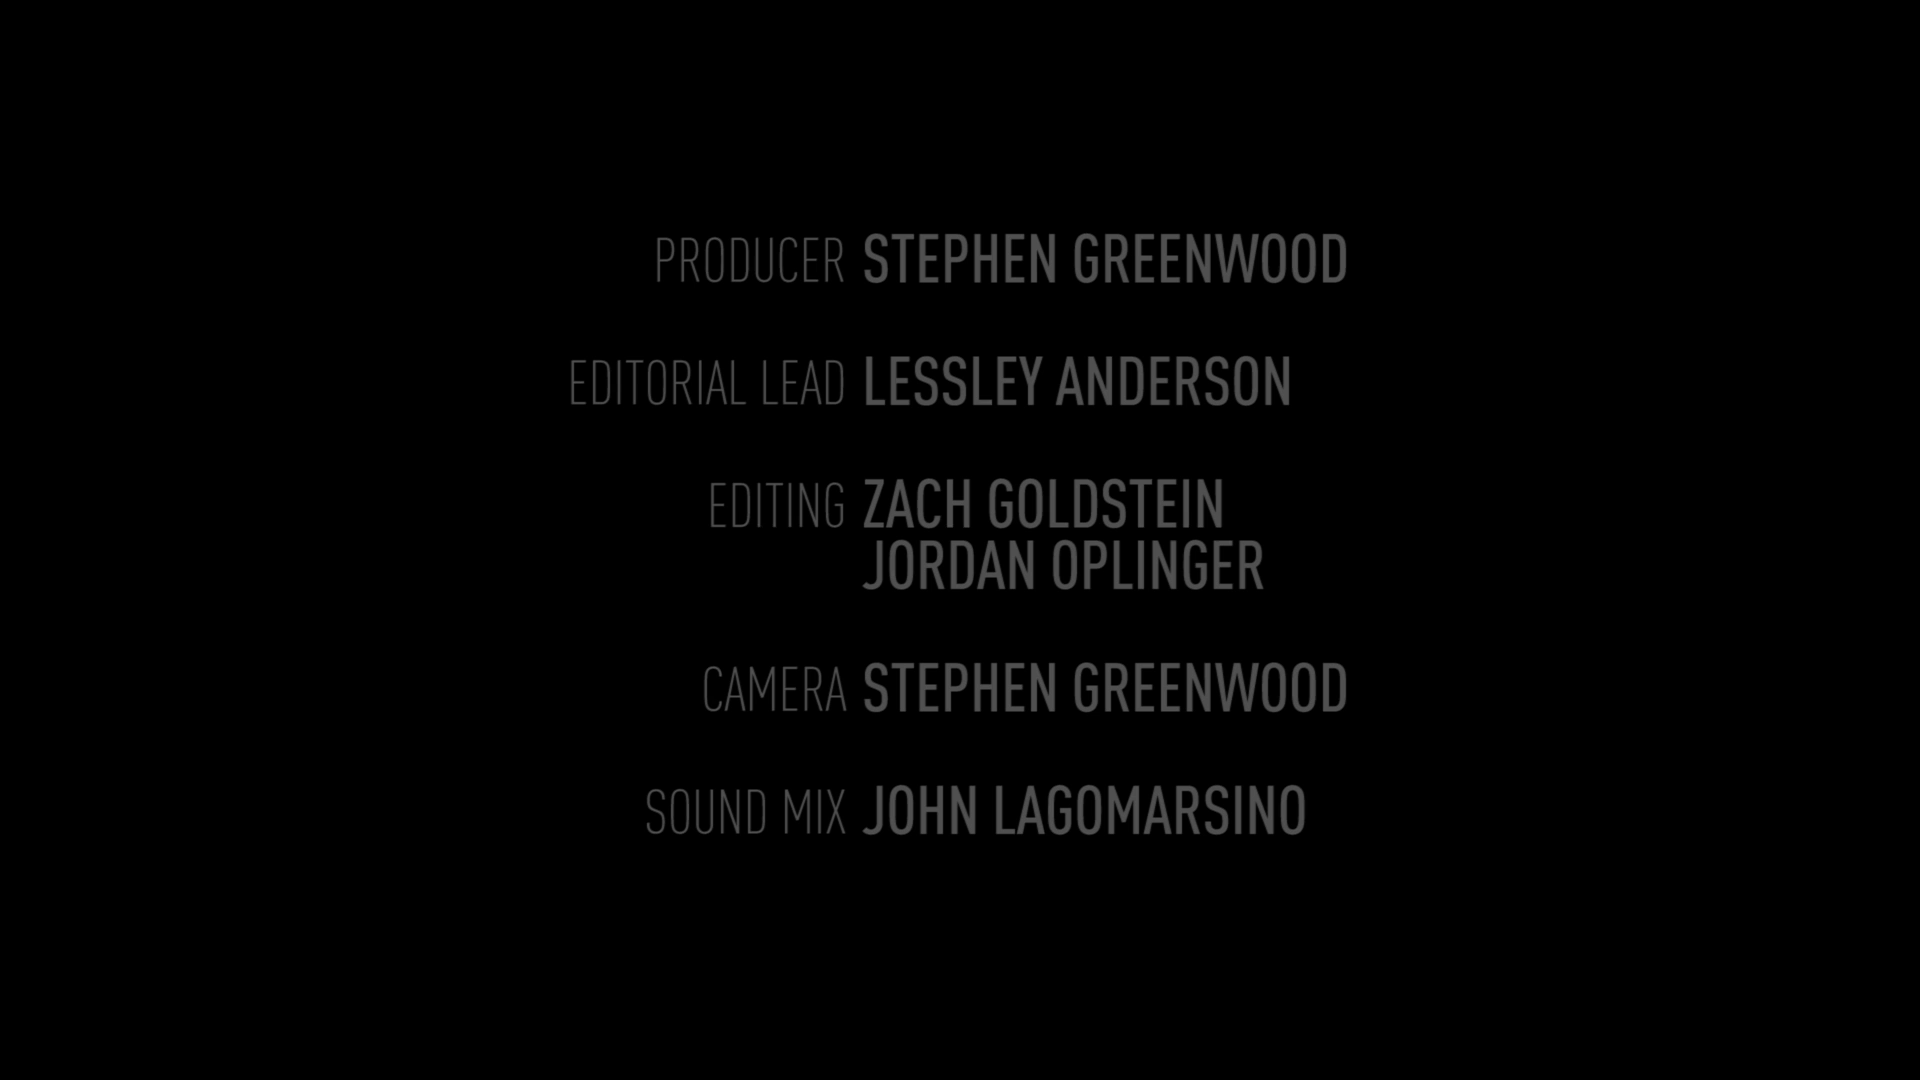 PRODUCER STEPHEN GREENWOOD
EDITORIAL LEAD LESSLEY ANDERSON
EDITING ZACH GOLDSTEIN
JORDAN OPLINGER
CAMERA STEPHEN GREENWOOD
SOUND MIX JOHN LAGOMARSINO